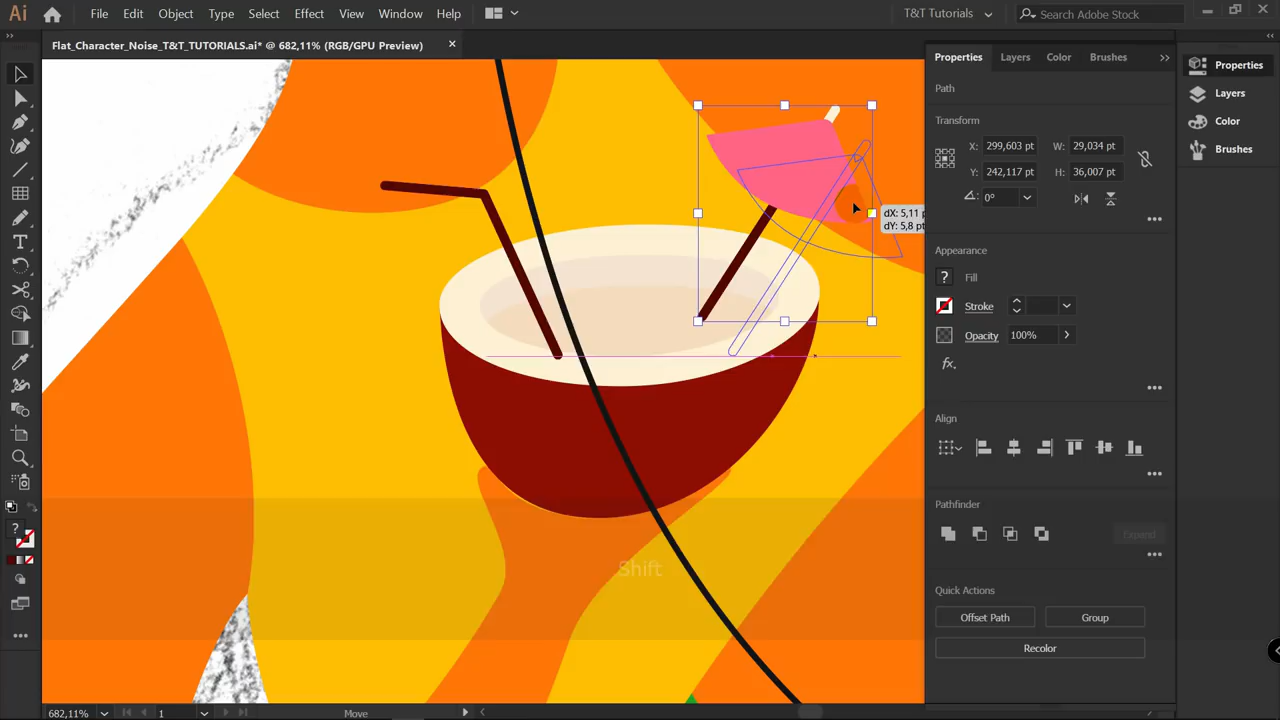 Ai File Edit Object Type Select Effect View Window Help T&T Tutorials Search Adobe Stock
Flat_Character_Noise_T&T_TUTORIALS.ai* @ 682,11% (RGB/GPU Preview)
Properties Layers Color Brushes
Path
Transform
X: 299,603 pt W: 29,034 pt
Y: 242,117 pt H: 36,007 pt
0°
Appearance
? Fill
Stroke
Opacity 100%
fx
Align
Pathfinder
Expand
Quick Actions
Offset Path Group
Recolor
Properties
Layers
Color
Brushes
dX: 5,11 p
dY: 5,8 pt
Shift
682,11% 1 Move